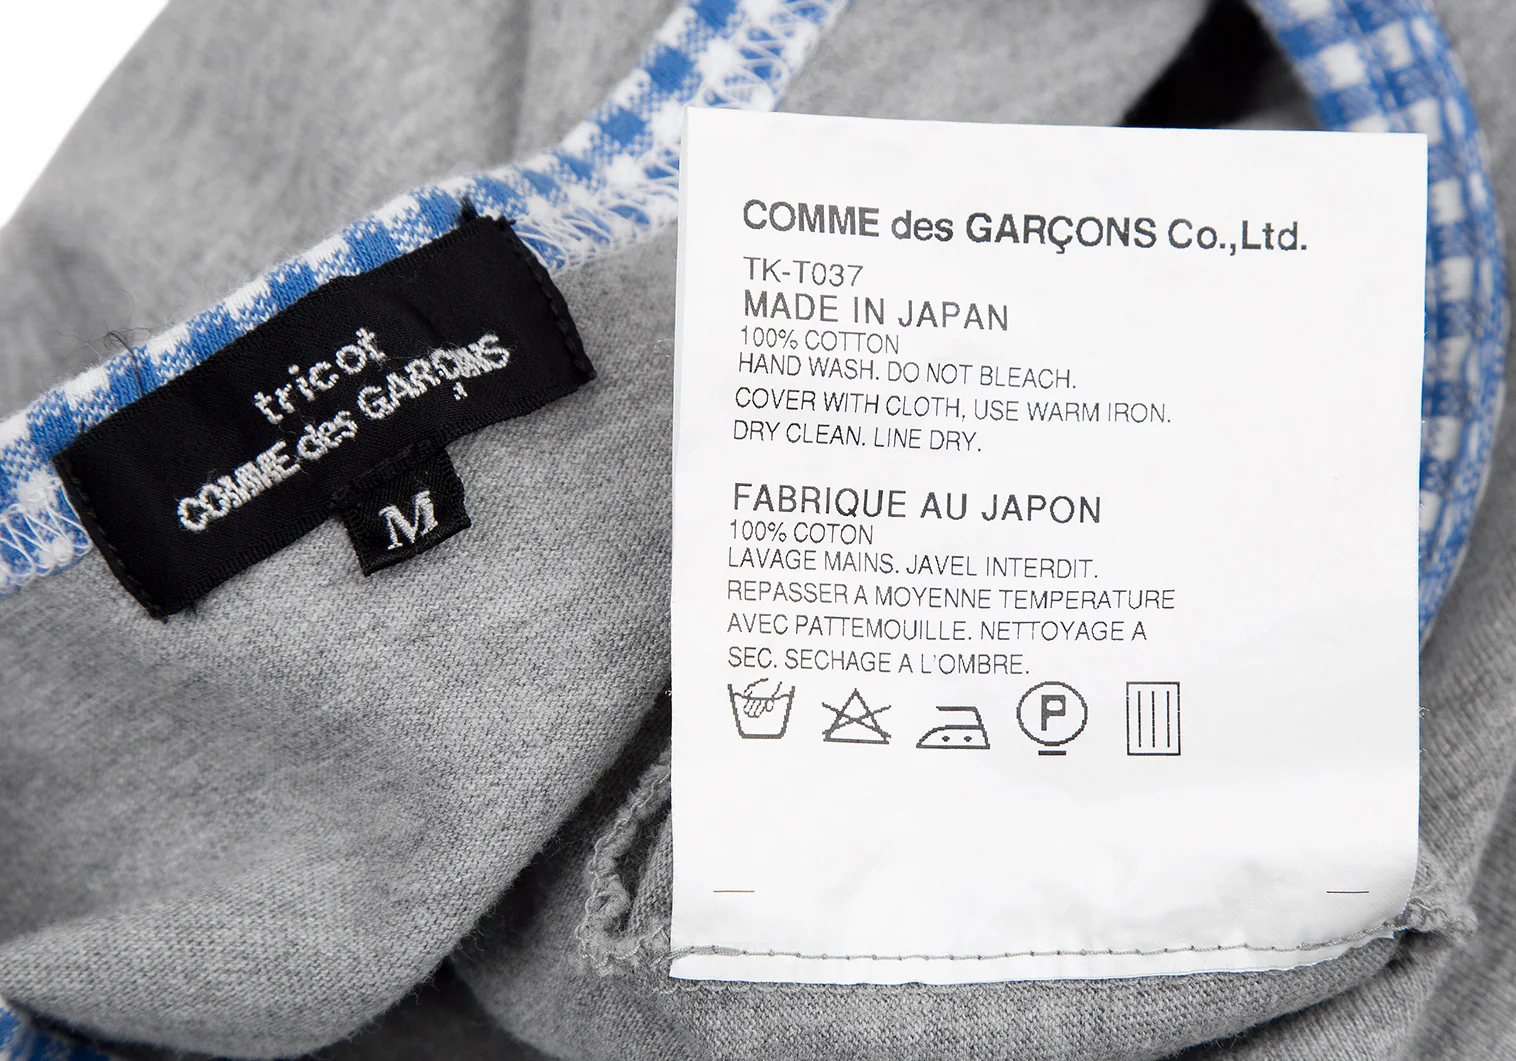 tricot
COMME des GARÇONS
M
COMME des GARÇONS Co.,Ltd.
TK-T037
MADE IN JAPAN
100% COTTON
HAND WASH. DO NOT BLEACH.
COVER WITH CLOTH, USE WARM IRON.
DRY CLEAN. LINE DRY.
FABRIQUE AU JAPON
100% COTON
LAVAGE MAINS. JAVEL INTERDIT.
REPASSER A MOYENNE TEMPERATURE
AVEC PATTEMOUILLE. NETTOYAGE A
SEC. SECHAGE A L'OMBRE.
P